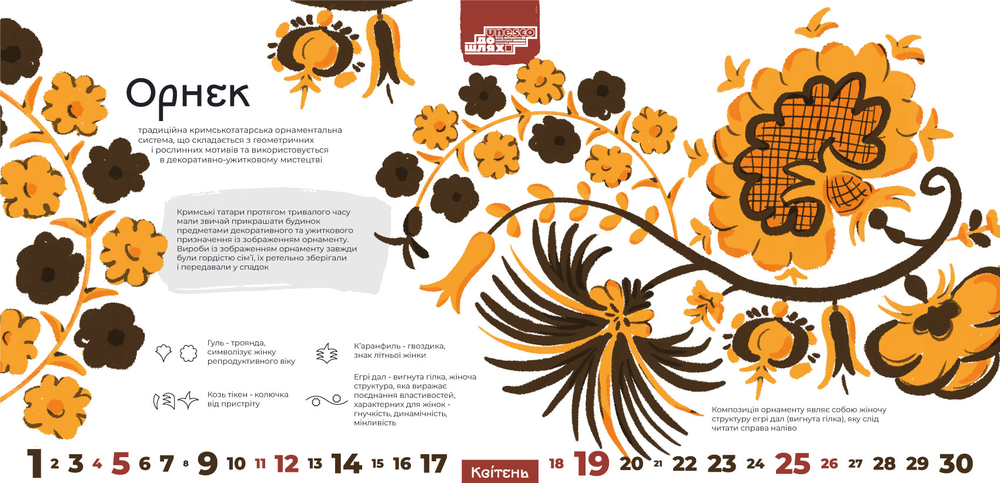 unesco
ФОНД ЗБЕРЕЖЕННЯ
УКРАЇНСЬКОЇ
КУЛЬТУРИ
ДО
ШЛЯХ
Орнек
традиційна кримськотатарська орнаментальна
система, що складається з геометричних
і рослинних мотивів та використовується
в декоративно-ужитковому мистецтві
Кримські татари протягом тривалого часу
мали звичай прикрашати будинок
предметами декоративного та ужиткового
призначення із зображенням орнаменту.
Вироби із зображенням орнаменту завжди
були гордістю сім'ї, їх ретельно зберігали
і передавали у спадок
Гуль - троянда,
символізує жінку
репродуктивного віку
Козь тікен - колючка
від пристріту
К'аранфиль - гвоздика,
знак літньої жінки
Егрі дал - вигнута гілка, жіноча
структура, яка виражає
поєднання властивостей,
характерних для жінок -
гнучкість, динамічність,
мінливість
Композиція орнаменту являє собою жіночу
структуру егрі дал (вигнута гілка), яку слід
читати справа наліво
1 2 3 4 5 6 7 8 9 10 11 12 13 14 15 16 17 Квітень 18 19 20 21 22 23 24 25 26 27 28 29 30